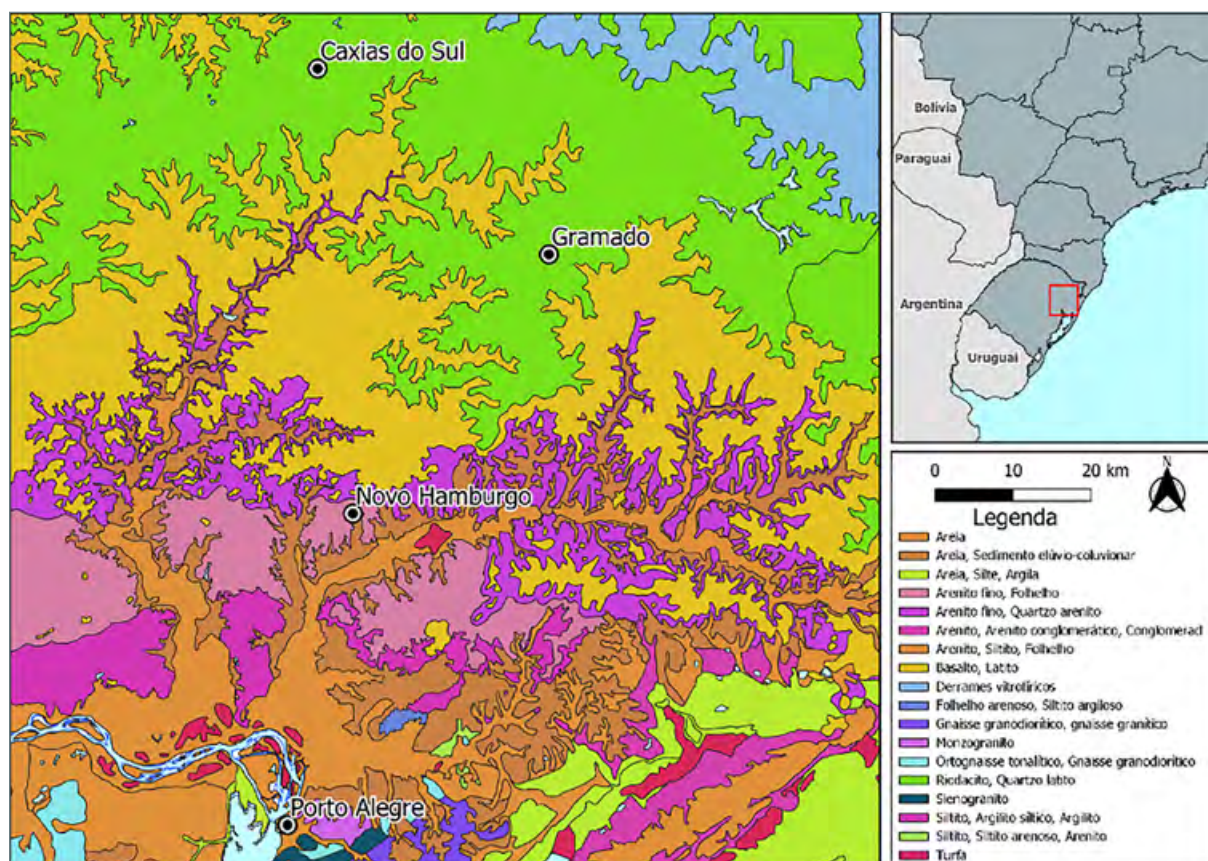 Caxias do Sul
Gramado
Novo Hamburgo
Porto Alegre
Bolivia
Paraguai
Argentina
Uruguai
N
0 10 20 km
Legenda
Areia
Areia, Sedimento elúvio-coluvionar
Areia, Silte, Argila
Arenito fino, Folhelho
Arenito fino, Quartzo arenito
Arenito, Arenito conglomerático, Conglomerad
Arenito, Siltito, Folhelho
Basalto, Latito
Derrames vitrofíricos
Folhelho arenoso, Siltito argiloso
Gnaisse granodiorítico, gnaisse granítico
Monzogranito
Ortognaisse tonalítico, Gnaisse granodiorítico
Riodacito, Quartzo latito
Sienogranito
Siltito, Argilito síltico, Argilito
Siltito, Siltito arenoso, Arenito
Turfa